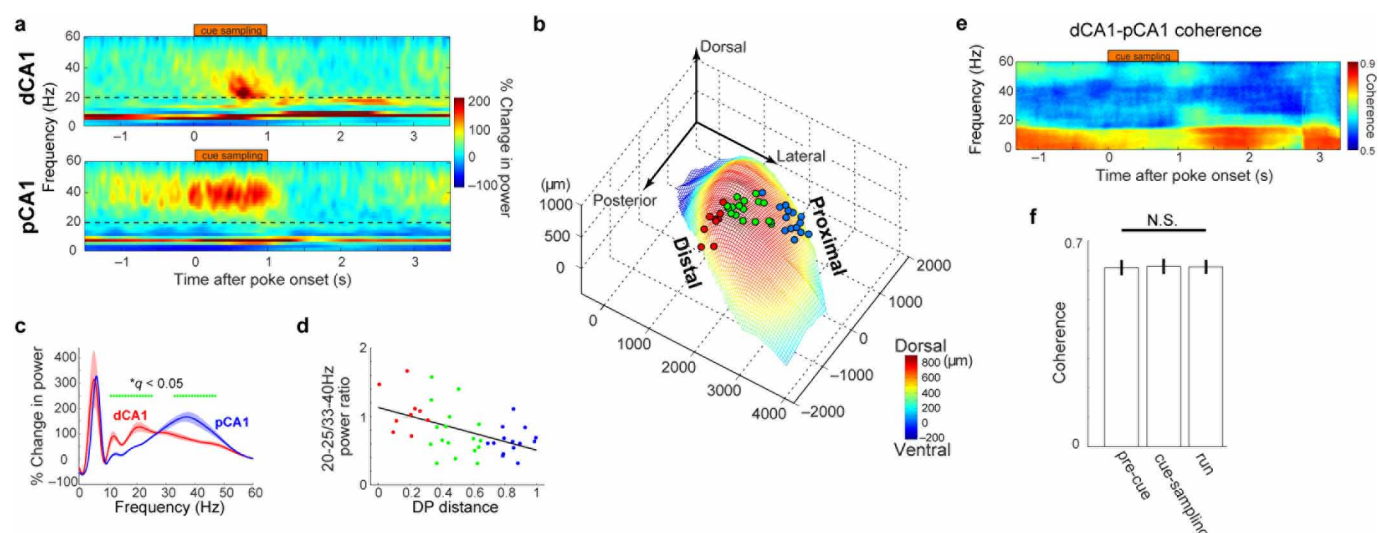 a
cue sampling
dCA1
60
40
20
0
−1
0
1
2
3
Frequency (Hz)
200
100
0
−100
% Change in power
cue sampling
pCA1
60
40
20
0
−1
0
1
2
3
Time after poke onset (s)
b
Dorsal
Lateral
Posterior
(μm)
1000
500
0
Distal
Proximal
0
1000
2000
3000
4000
2000
1000
0
−1000
−2000
Dorsal
800 (μm)
600
400
200
0
−200
Ventral
c
% Change in power
400
300
200
100
0
−100
*q < 0.05
dCA1
pCA1
0
20
40
60
Frequency (Hz)
d
20-25/33-40Hz
power ratio
2
1
0
0
0.2
0.4
0.6
0.8
1
DP distance
e
dCA1-pCA1 coherence
cue sampling
Frequency (Hz)
60
40
20
0
−1
0
1
2
3
Time after poke onset (s)
0.9
0.5
Coherence
f
N.S.
0.7
0
Coherence
pre-cue
cue-sampling
run